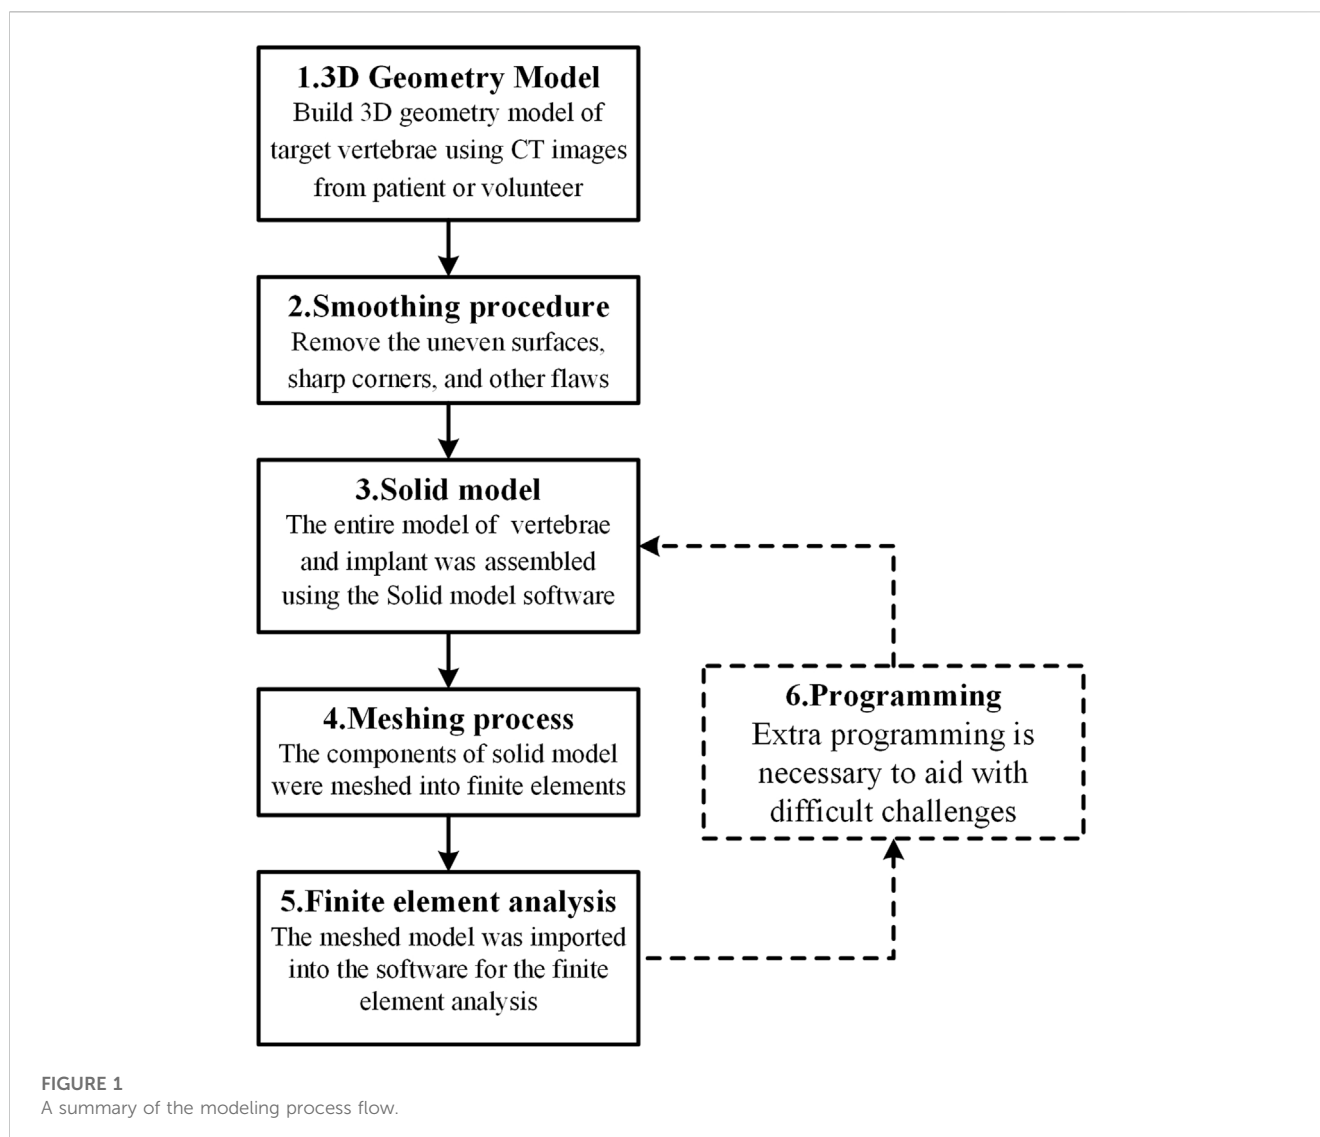 1.3D Geometry Model
Build 3D geometry model of
target vertebrae using CT images
from patient or volunteer
2.Smoothing procedure
Remove the uneven surfaces,
sharp corners, and other flaws
3.Solid model
The entire model of vertebrae
and implant was assembled
using the Solid model software
4.Meshing process
The components of solid model
were meshed into finite elements
5.Finite element analysis
The meshed model was imported
into the software for the finite
element analysis
6.Programming
Extra programming is
necessary to aid with
difficult challenges
FIGURE 1
A summary of the modeling process flow.